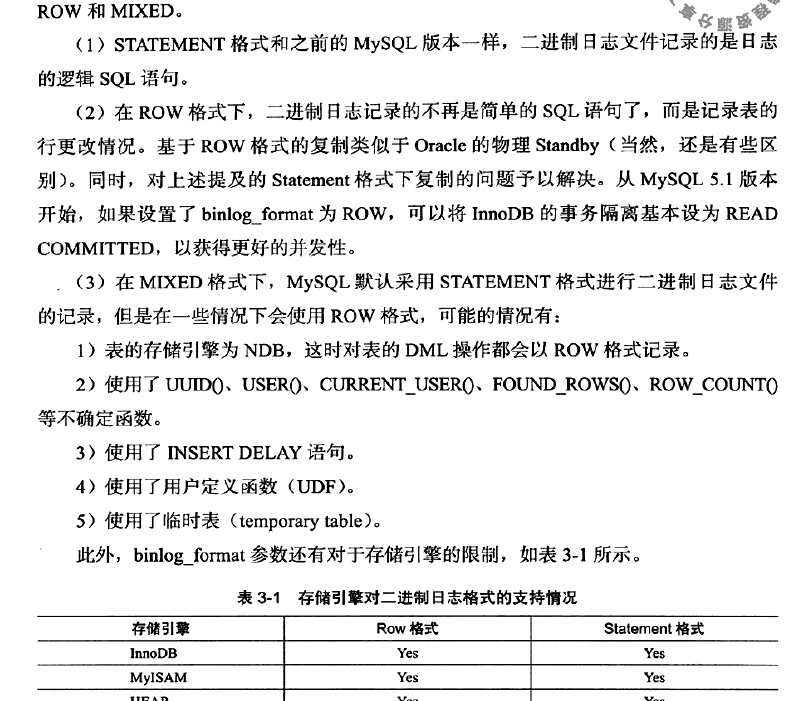 ROW 和 MIXED。
（1）STATEMENT 格式和之前的 MySQL 版本一样，二进制日志文件记录的是日志
的逻辑 SQL 语句。
（2）在 ROW 格式下，二进制日志记录的不再是简单的 SQL 语句了，而是记录表的
行更改情况。基于 ROW 格式的复制类似于 Oracle 的物理 Standby（当然，还是有些区
别）。同时，对上述提及的 Statement 格式下复制的问题予以解决。从 MySQL 5.1 版本
开始，如果设置了 binlog_format 为 ROW，可以将 InnoDB 的事务隔离基本设为 READ
COMMITTED，以获得更好的并发性。
（3）在 MIXED 格式下，MySQL 默认采用 STATEMENT 格式进行二进制日志文件
的记录，但是在一些情况下会使用 ROW 格式，可能的情况有：
1）表的存储引擎为 NDB，这时对表的 DML 操作都会以 ROW 格式记录。
2）使用了 UUID()、USER()、CURRENT_USER()、FOUND_ROWS()、ROW_COUNT()
等不确定函数。
3）使用了 INSERT DELAY 语句。
4）使用了用户定义函数（UDF）。
5）使用了临时表（temporary table）。
此外，binlog_format 参数还有对于存储引擎的限制，如表 3-1 所示。
表 3-1 存储引擎对二进制日志格式的支持情况
存储引擎 Row 格式 Statement 格式
InnoDB Yes Yes
MyISAM Yes Yes
HEAP Yes Yes